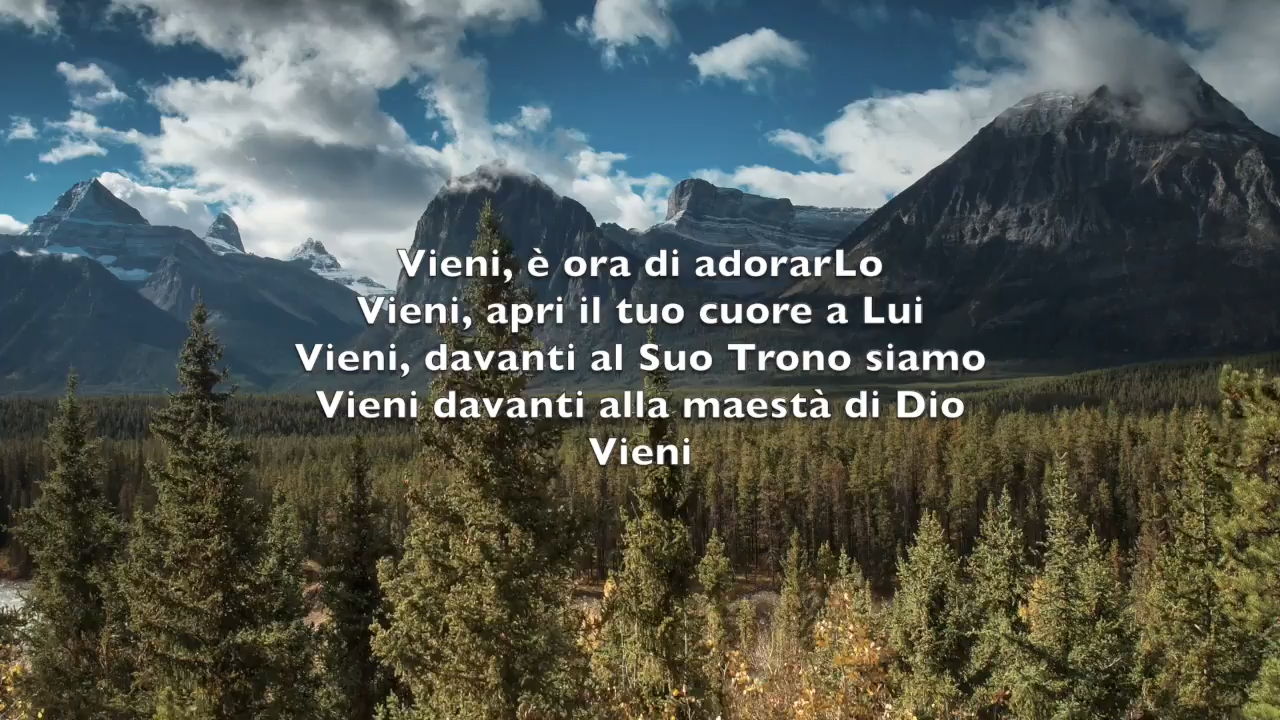 Vieni, è ora di adorarLo
Vieni, apri il tuo cuore a Lui
Vieni, davanti al Suo Trono siamo
Vieni davanti alla maestà di Dio
Vieni